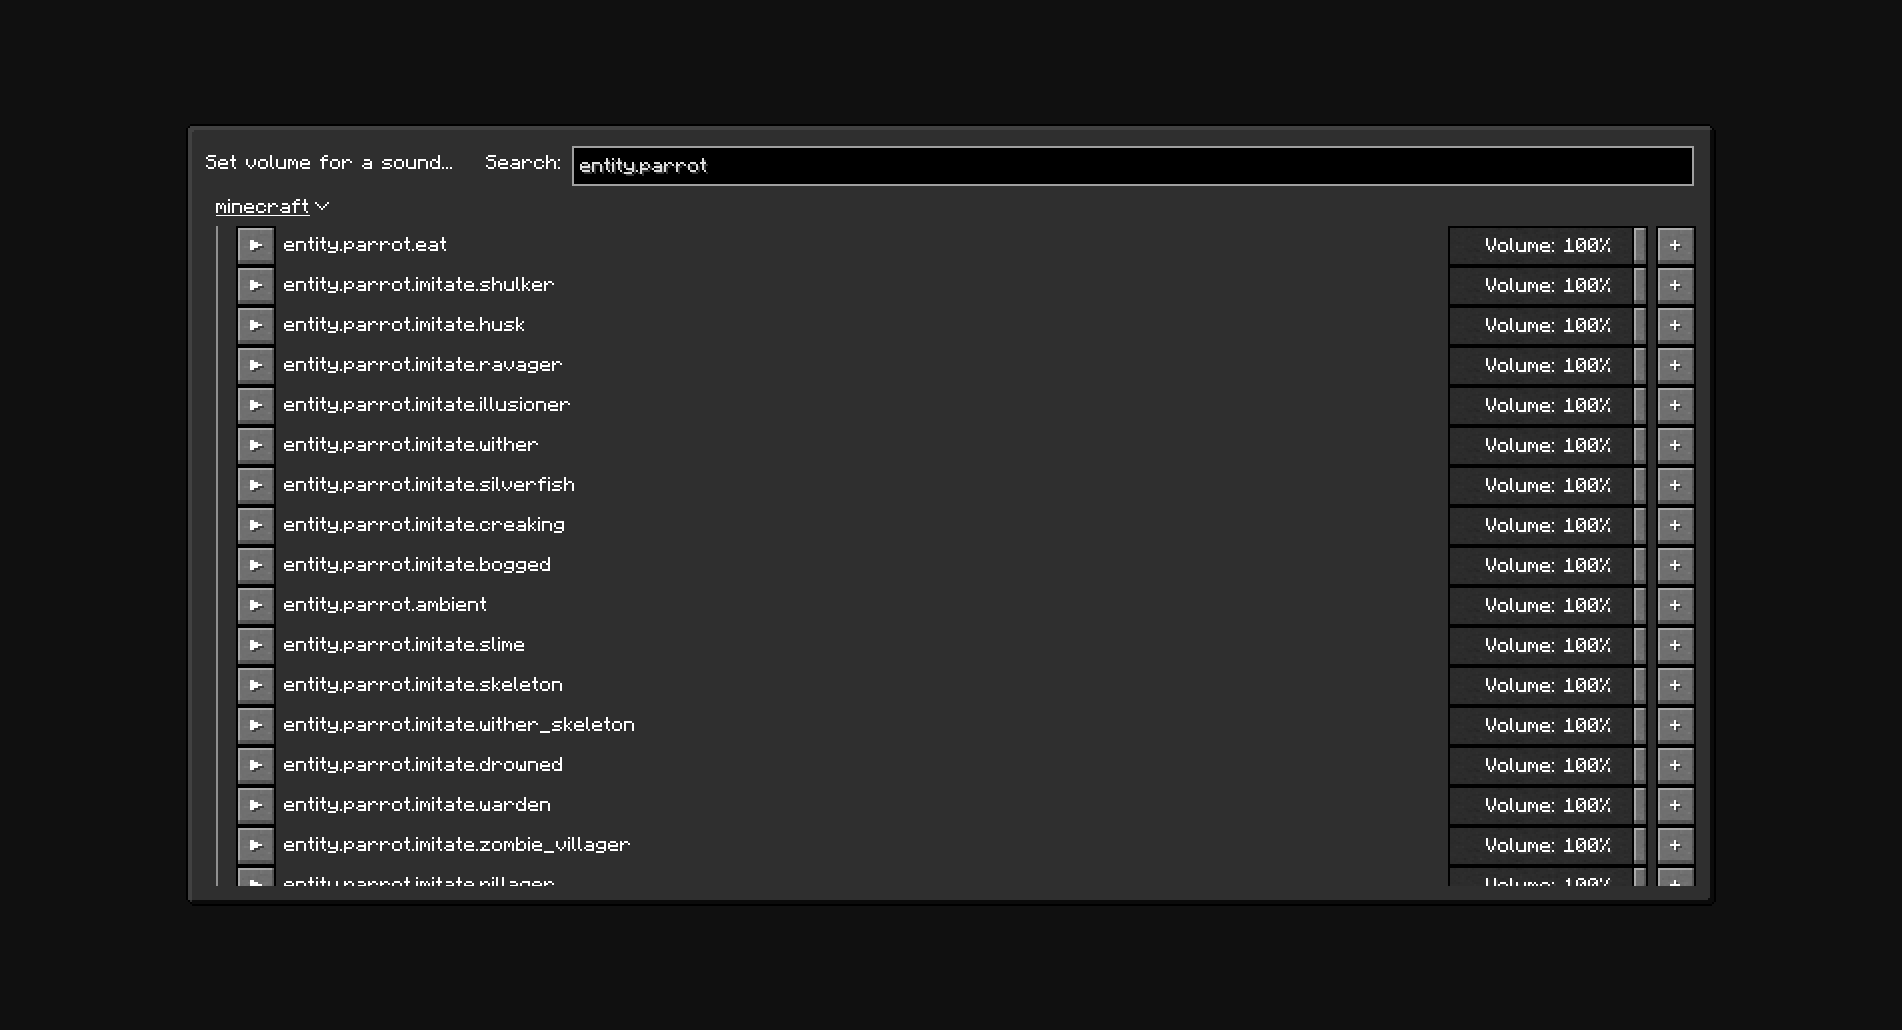 Set volume for a sound... Search: entity.parrot
minecraft
entity.parrot.eat Volume: 100% +
entity.parrot.imitate.shulker Volume: 100% +
entity.parrot.imitate.husk Volume: 100% +
entity.parrot.imitate.ravager Volume: 100% +
entity.parrot.imitate.illusioner Volume: 100% +
entity.parrot.imitate.wither Volume: 100% +
entity.parrot.imitate.silverfish Volume: 100% +
entity.parrot.imitate.creaking Volume: 100% +
entity.parrot.imitate.bogged Volume: 100% +
entity.parrot.ambient Volume: 100% +
entity.parrot.imitate.slime Volume: 100% +
entity.parrot.imitate.skeleton Volume: 100% +
entity.parrot.imitate.wither_skeleton Volume: 100% +
entity.parrot.imitate.drowned Volume: 100% +
entity.parrot.imitate.warden Volume: 100% +
entity.parrot.imitate.zombie_villager Volume: 100% +
entity.parrot.imitate.pillager Volume: 100% +